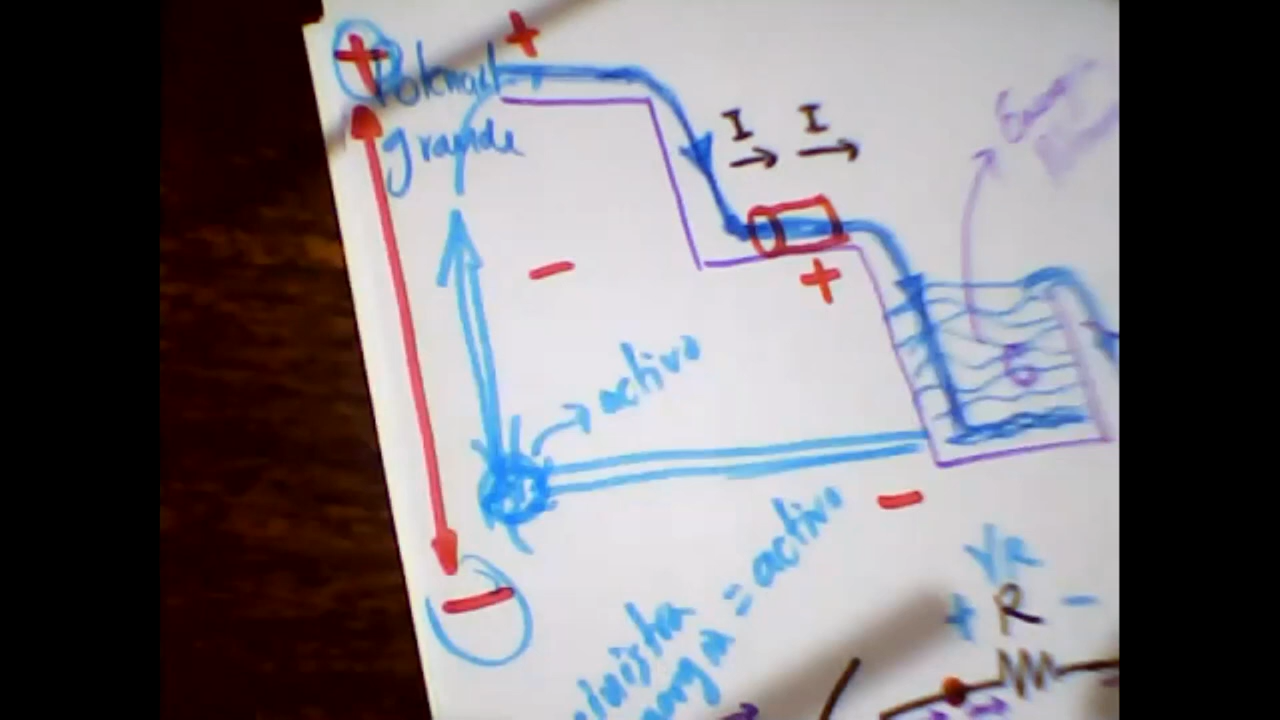 +
+
Potencial
grande
I I
-
+
activo
G
-
-
= activo
V/R
+ R -